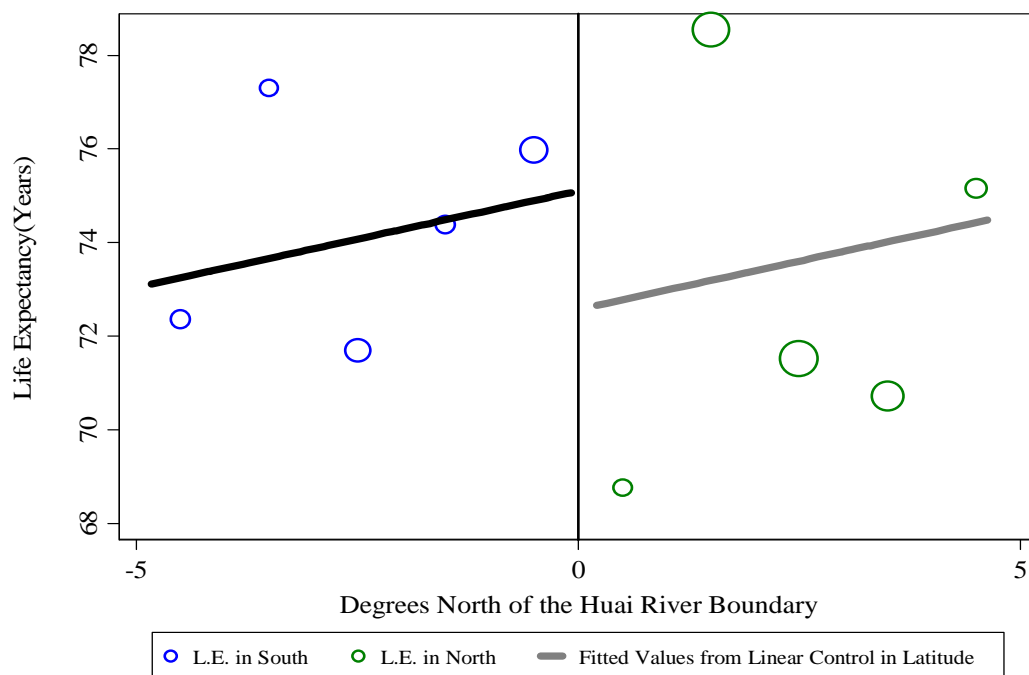 78
76
74
72
70
68
Life Expectancy(Years)
-5 0 5
Degrees North of the Huai River Boundary
L.E. in South L.E. in North Fitted Values from Linear Control in Latitude